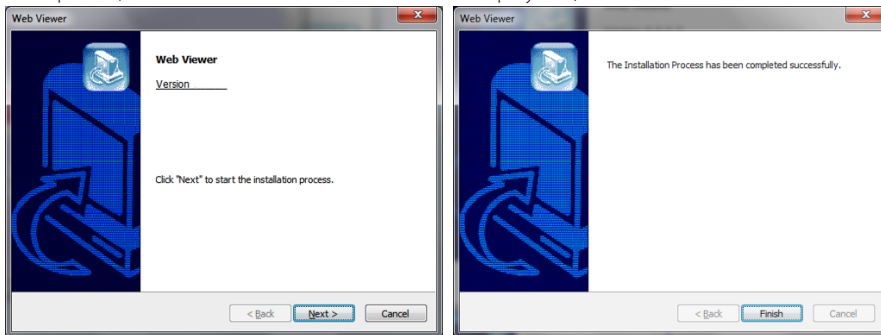 Web Viewer
Web Viewer
Version
Click "Next" to start the installation process.
< Back Next > Cancel
Web Viewer
The Installation Process has been completed successfully.
< Back Finish Cancel